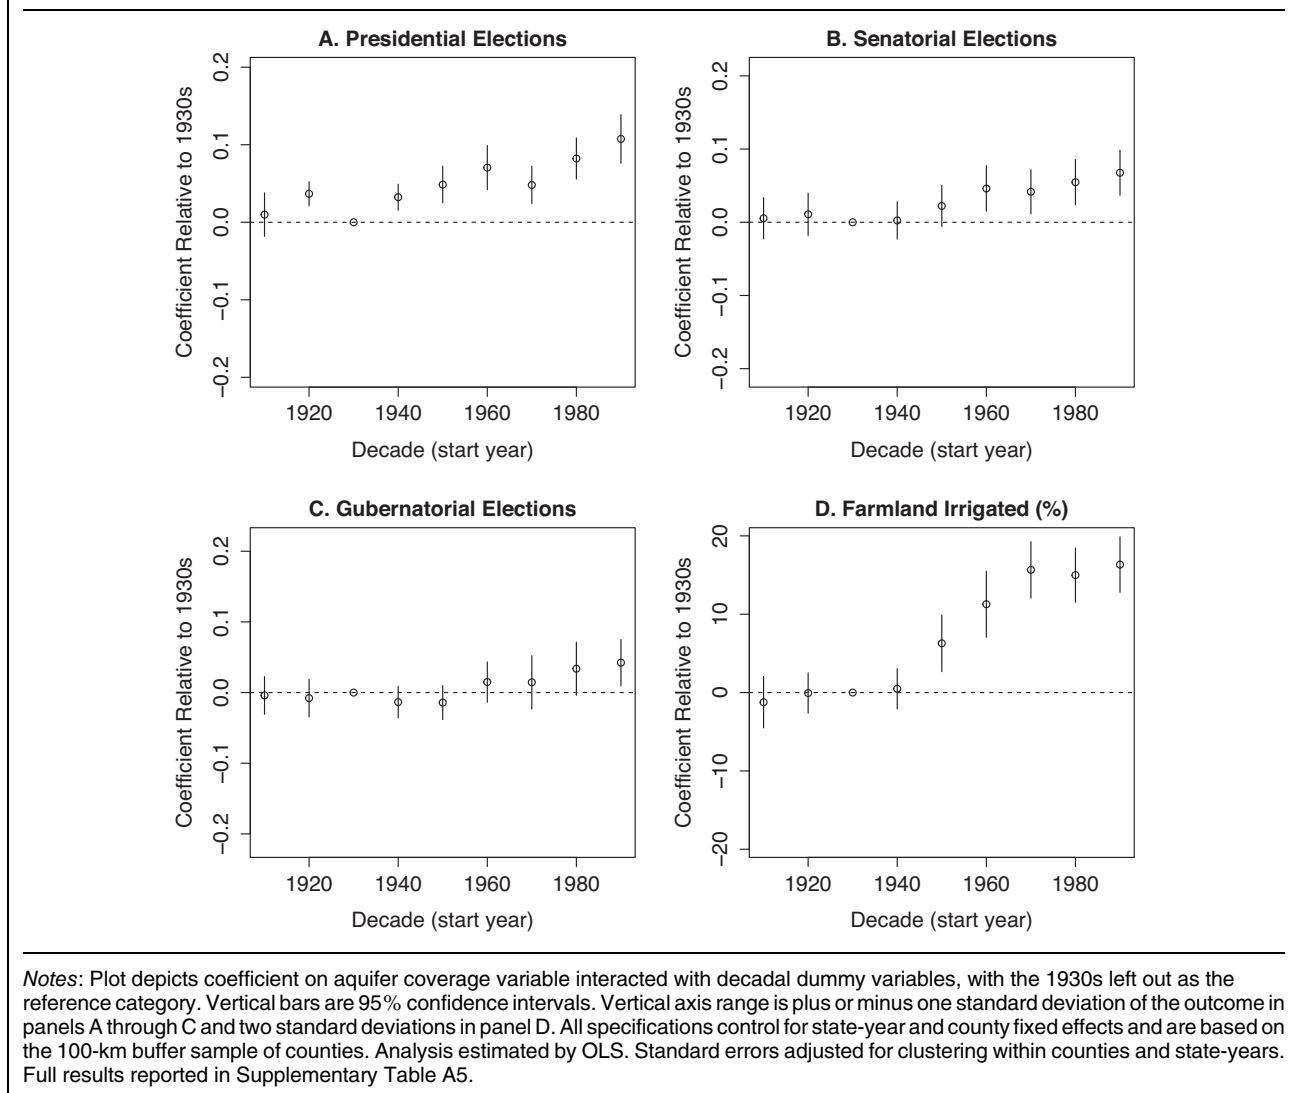 A. Presidential Elections
Coefficient Relative to 1930s
0.2
0.1
0.0
−0.1
−0.2
1920 1940 1960 1980
Decade (start year)
B. Senatorial Elections
Coefficient Relative to 1930s
0.2
0.1
0.0
−0.1
−0.2
1920 1940 1960 1980
Decade (start year)
C. Gubernatorial Elections
Coefficient Relative to 1930s
0.2
0.1
0.0
−0.1
−0.2
1920 1940 1960 1980
Decade (start year)
D. Farmland Irrigated (%)
Coefficient Relative to 1930s
20
10
0
−10
−20
1920 1940 1960 1980
Decade (start year)
Notes: Plot depicts coefficient on aquifer coverage variable interacted with decadal dummy variables, with the 1930s left out as the
reference category. Vertical bars are 95% confidence intervals. Vertical axis range is plus or minus one standard deviation of the outcome in
panels A through C and two standard deviations in panel D. All specifications control for state-year and county fixed effects and are based on
the 100-km buffer sample of counties. Analysis estimated by OLS. Standard errors adjusted for clustering within counties and state-years.
Full results reported in Supplementary Table A5.